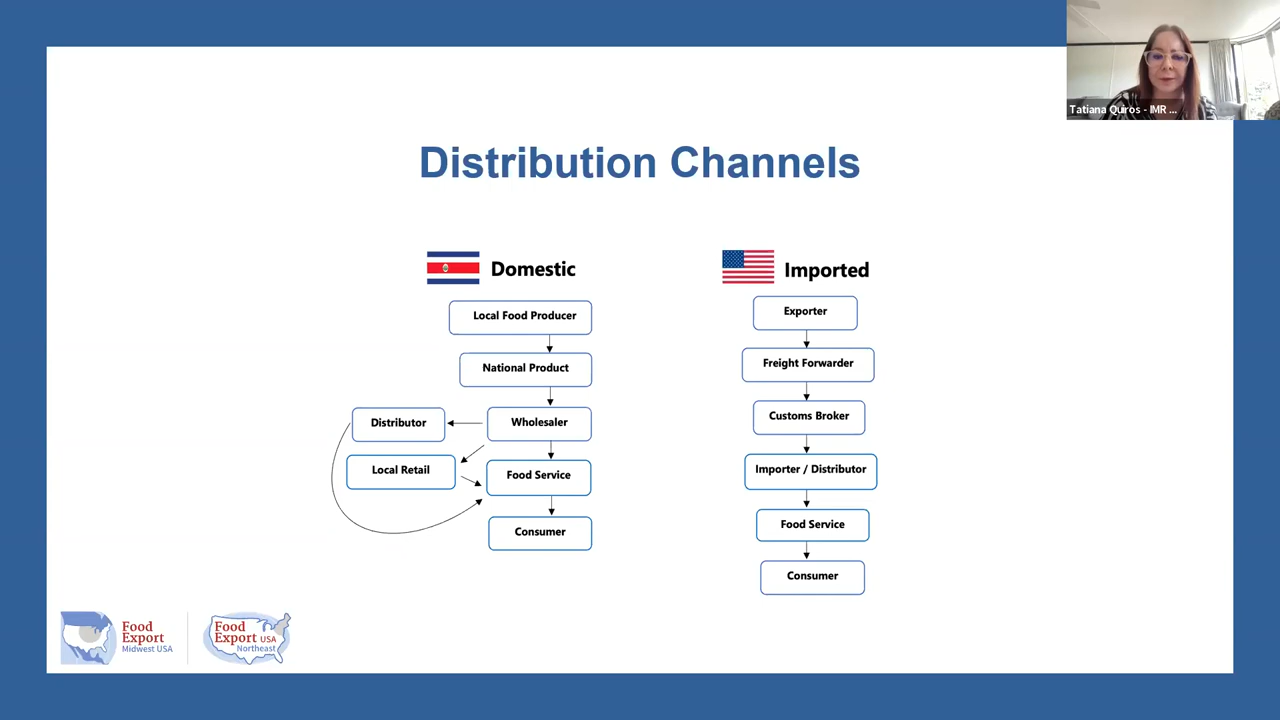 Tatiana Quiros - IMR ...
Distribution Channels
Domestic
Local Food Producer
National Product
Distributor
Wholesaler
Local Retail
Food Service
Consumer
Imported
Exporter
Freight Forwarder
Customs Broker
Importer / Distributor
Food Service
Consumer
Food
Export
Midwest USA
Food
Export USA
Northeast